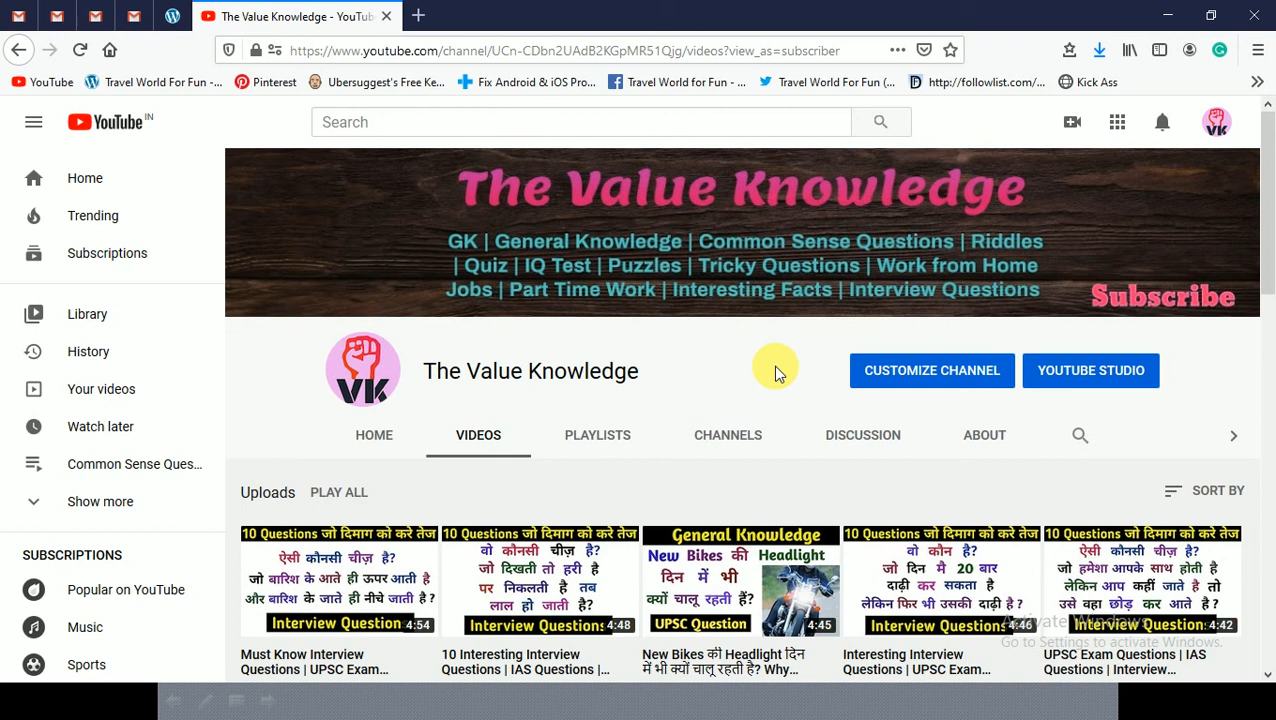 The Value Knowledge - YouTub
https://www.youtube.com/channel/UCn-CDbn2UAdB2KGpMR51Qjg/videos?view_as=subscriber
YouTube Travel World For Fun -... Pinterest Ubersuggest's Free Ke... Fix Android & iOS Pro... Travel World for Fun - ... Travel World For Fun (... http://followlist.com/... Kick Ass
YouTube IN
Search
VK
Home
Trending
Subscriptions
Library
History
Your videos
Watch later
Common Sense Ques...
Show more
SUBSCRIPTIONS
Popular on YouTube
Music
Sports
The Value Knowledge
GK | General Knowledge | Common Sense Questions | Riddles
| Quiz | IQ Test | Puzzles | Tricky Questions | Work from Home
Jobs | Part Time Work | Interesting Facts | Interview Questions
Subscribe
VK
The Value Knowledge
CUSTOMIZE CHANNEL
YOUTUBE STUDIO
HOME VIDEOS PLAYLISTS CHANNELS DISCUSSION ABOUT
Uploads PLAY ALL
SORT BY
10 Questions जो दिमाग को करे तेज
ऐसी कौनसी चीज़ है?
जो बारिश के आते ही ऊपर आती है
और बारिश के जाते ही नीचे जाती है?
Interview Question
4:54
Must Know Interview
Questions | UPSC Exam...
10 Questions जो दिमाग को करे तेज
वो कौनसी चीज़ है?
जो दिखती तो हरी है
पर निकलती है तब
लाल हो जाती है?
Interview Question
4:48
10 Interesting Interview
Questions | IAS Questions |...
General Knowledge
New Bikes की Headlight
दिन में भी
क्यों चालू रहती हैं?
UPSC Question
4:45
New Bikes की Headlight दिन
में भी क्यों चालू रहती है? Why...
10 Questions जो दिमाग को करे तेज
वो कौन है?
जो दिन मै 20 बार
दाढ़ी कर सकता है
लेकिन फिर भी उसकी दाढ़ी है?
Interview Question
4:46
Interesting Interview
Questions | UPSC Exam...
10 Questions जो दिमाग को करे तेज
ऐसी कौनसी चीज़ है?
जो हमेशा आपके साथ होती है
लेकिन आप कहीं जाते है तो
उसे वहा छोड़ कर आते है?
Interview Question
4:42
UPSC Exam Questions | IAS
Questions | Interview...
Activate Windows
Go to Settings to activate Windows.